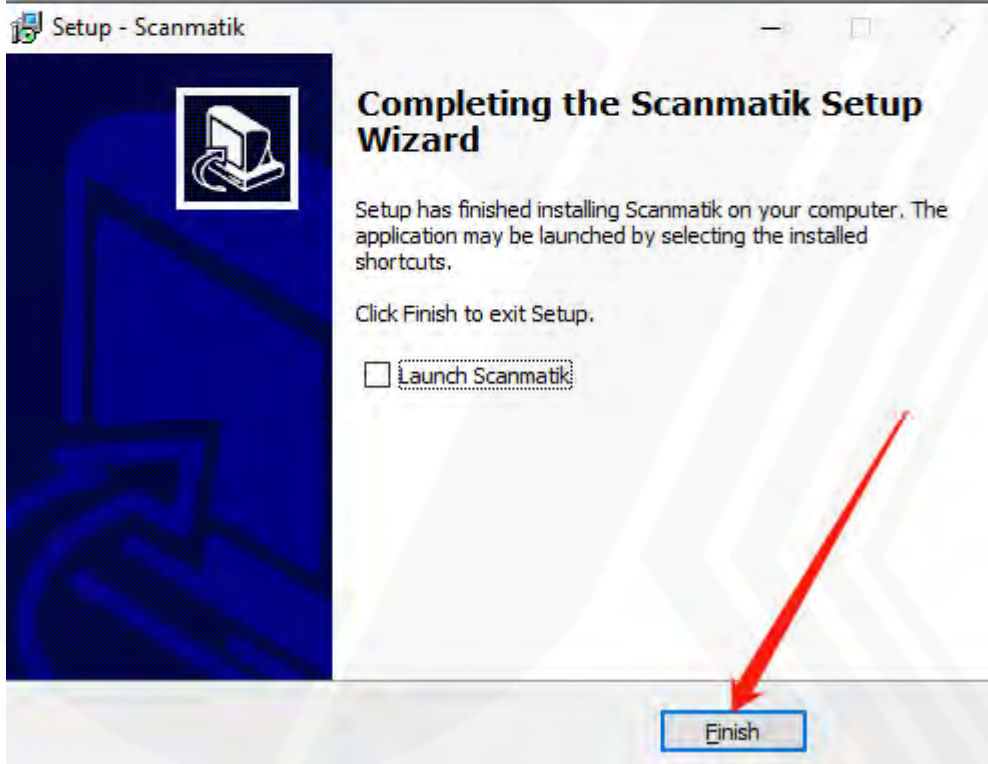 Setup - Scanmatik
Completing the Scanmatik Setup
Wizard
Setup has finished installing Scanmatik on your computer. The
application may be launched by selecting the installed
shortcuts.
Click Finish to exit Setup.
Launch Scanmatik
Finish